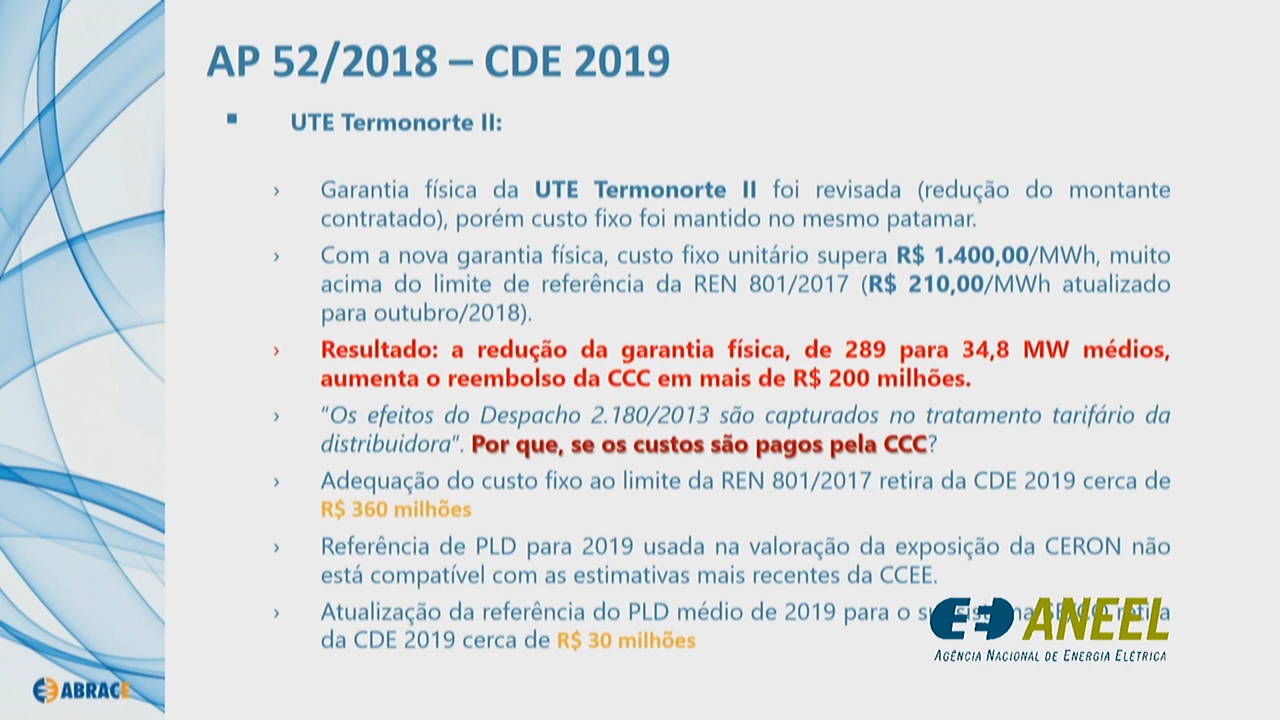 AP 52/2018 – CDE 2019
▪ UTE Termonorte II:
› Garantia física da UTE Termonorte II foi revisada (redução do montante
contratado), porém custo fixo foi mantido no mesmo patamar.
› Com a nova garantia física, custo fixo unitário supera R$ 1.400,00/MWh, muito
acima do limite de referência da REN 801/2017 (R$ 210,00/MWh atualizado
para outubro/2018).
› Resultado: a redução da garantia física, de 289 para 34,8 MW médios,
aumenta o reembolso da CCC em mais de R$ 200 milhões.
› "Os efeitos do Despacho 2.180/2013 são capturados no tratamento tarifário da
distribuidora". Por que, se os custos são pagos pela CCC?
› Adequação do custo fixo ao limite da REN 801/2017 retira da CDE 2019 cerca de
R$ 360 milhões
› Referência de PLD para 2019 usada na valoração da exposição da CERON não
está compatível com as estimativas mais recentes da CCEE.
› Atualização da referência do PLD médio de 2019 para o
da CDE 2019 cerca de R$ 30 milhões
ANEEL
AGÊNCIA NACIONAL DE ENERGIA ELÉTRICA
ABRACE